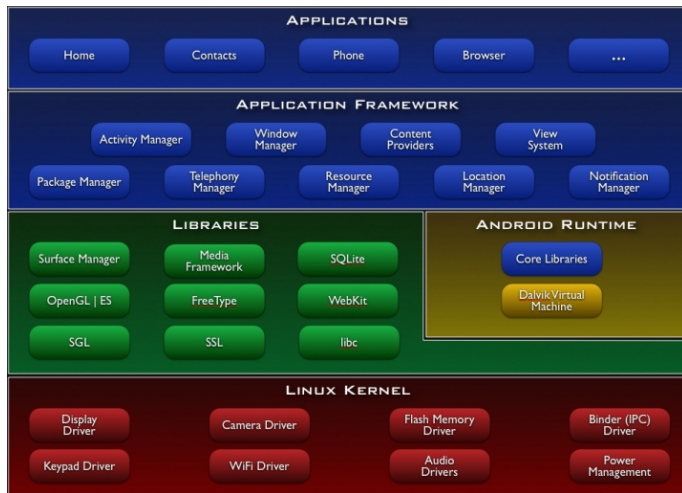 APPLICATIONS
Home Contacts Phone Browser ...
APPLICATION FRAMEWORK
Activity Manager Window Manager Content Providers View System
Package Manager Telephony Manager Resource Manager Location Manager Notification Manager
LIBRARIES
Surface Manager Media Framework SQLite
OpenGL | ES FreeType WebKit
SGL SSL libc
ANDROID RUNTIME
Core Libraries
Dalvik Virtual Machine
LINUX KERNEL
Display Driver Camera Driver Flash Memory Driver Binder (IPC) Driver
Keypad Driver WiFi Driver Audio Drivers Power Management